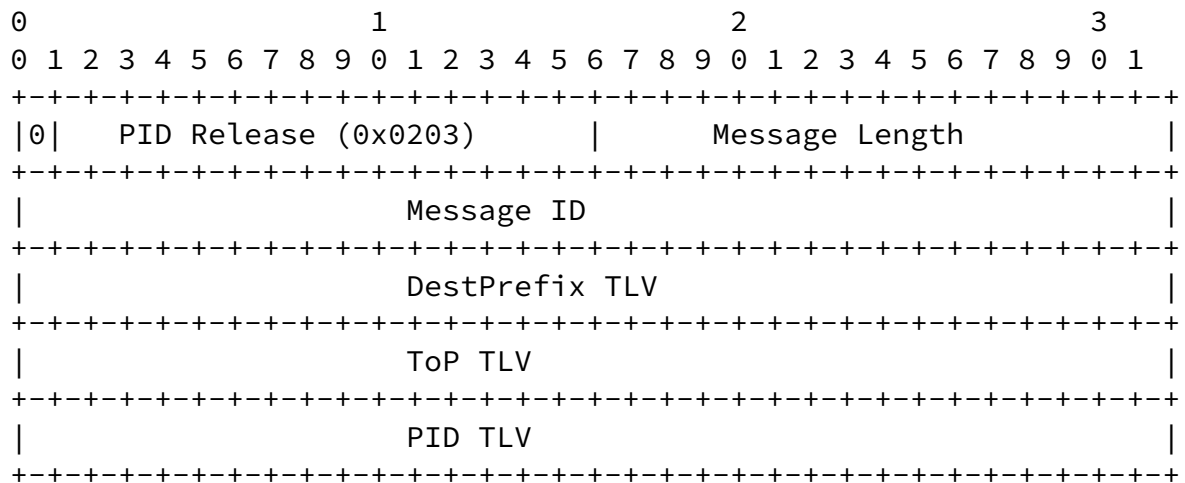 0                   1                   2                   3
0 1 2 3 4 5 6 7 8 9 0 1 2 3 4 5 6 7 8 9 0 1 2 3 4 5 6 7 8 9 0 1
+-+-+-+-+-+-+-+-+-+-+-+-+-+-+-+-+-+-+-+-+-+-+-+-+-+-+-+-+-+-+-+-+
|0|   PID Release (0x0203)      |      Message Length           |
+-+-+-+-+-+-+-+-+-+-+-+-+-+-+-+-+-+-+-+-+-+-+-+-+-+-+-+-+-+-+-+-+
|                     Message ID                                |
+-+-+-+-+-+-+-+-+-+-+-+-+-+-+-+-+-+-+-+-+-+-+-+-+-+-+-+-+-+-+-+-+
|                     DestPrefix TLV                            |
+-+-+-+-+-+-+-+-+-+-+-+-+-+-+-+-+-+-+-+-+-+-+-+-+-+-+-+-+-+-+-+-+
|                     ToP TLV                                   |
+-+-+-+-+-+-+-+-+-+-+-+-+-+-+-+-+-+-+-+-+-+-+-+-+-+-+-+-+-+-+-+-+
|                     PID TLV                                   |
+-+-+-+-+-+-+-+-+-+-+-+-+-+-+-+-+-+-+-+-+-+-+-+-+-+-+-+-+-+-+-+-+